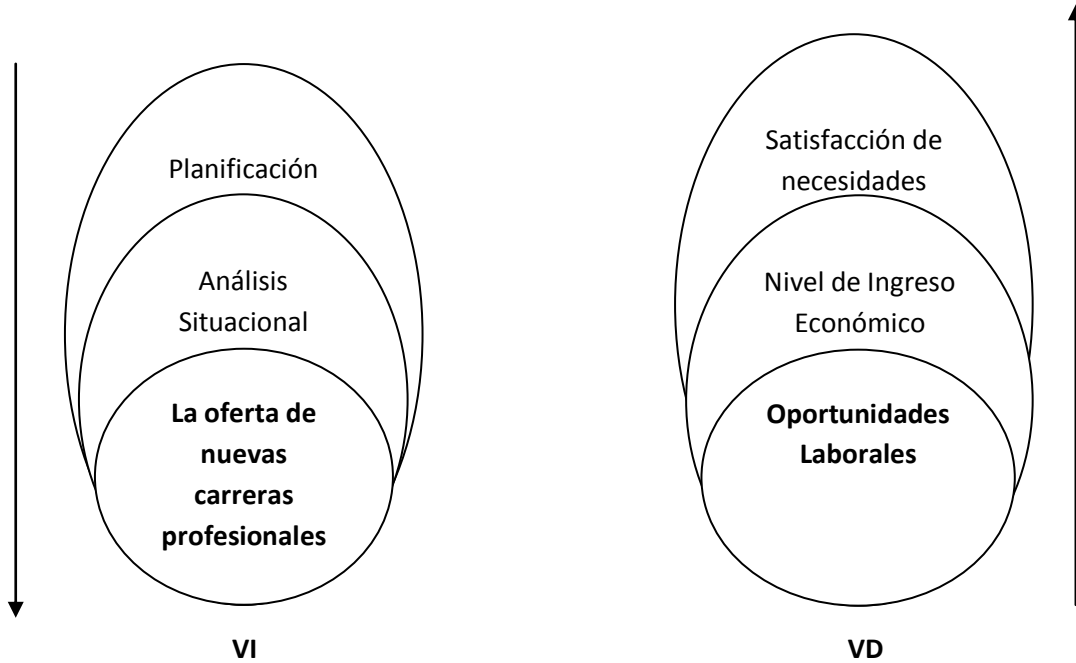 Planificación
Análisis
Situacional
La oferta de
nuevas
carreras
profesionales
VI
Satisfacción de
necesidades
Nivel de Ingreso
Económico
Oportunidades
Laborales
VD